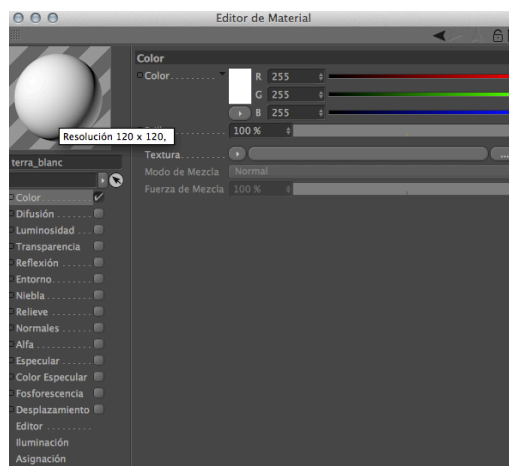 Editor de Material
Color
Color
R 255
G 255
B 255
Resolución 120 x 120,
100 %
terra_blanc
Textura
Modo de Mezcla Normal
Fuerza de Mezcla 100 %
Color
Difusión
Luminosidad
Transparencia
Reflexión
Entorno
Niebla
Relieve
Normales
Alfa
Especular
Color Especular
Fosforescencia
Desplazamiento
Editor
Iluminación
Asignación